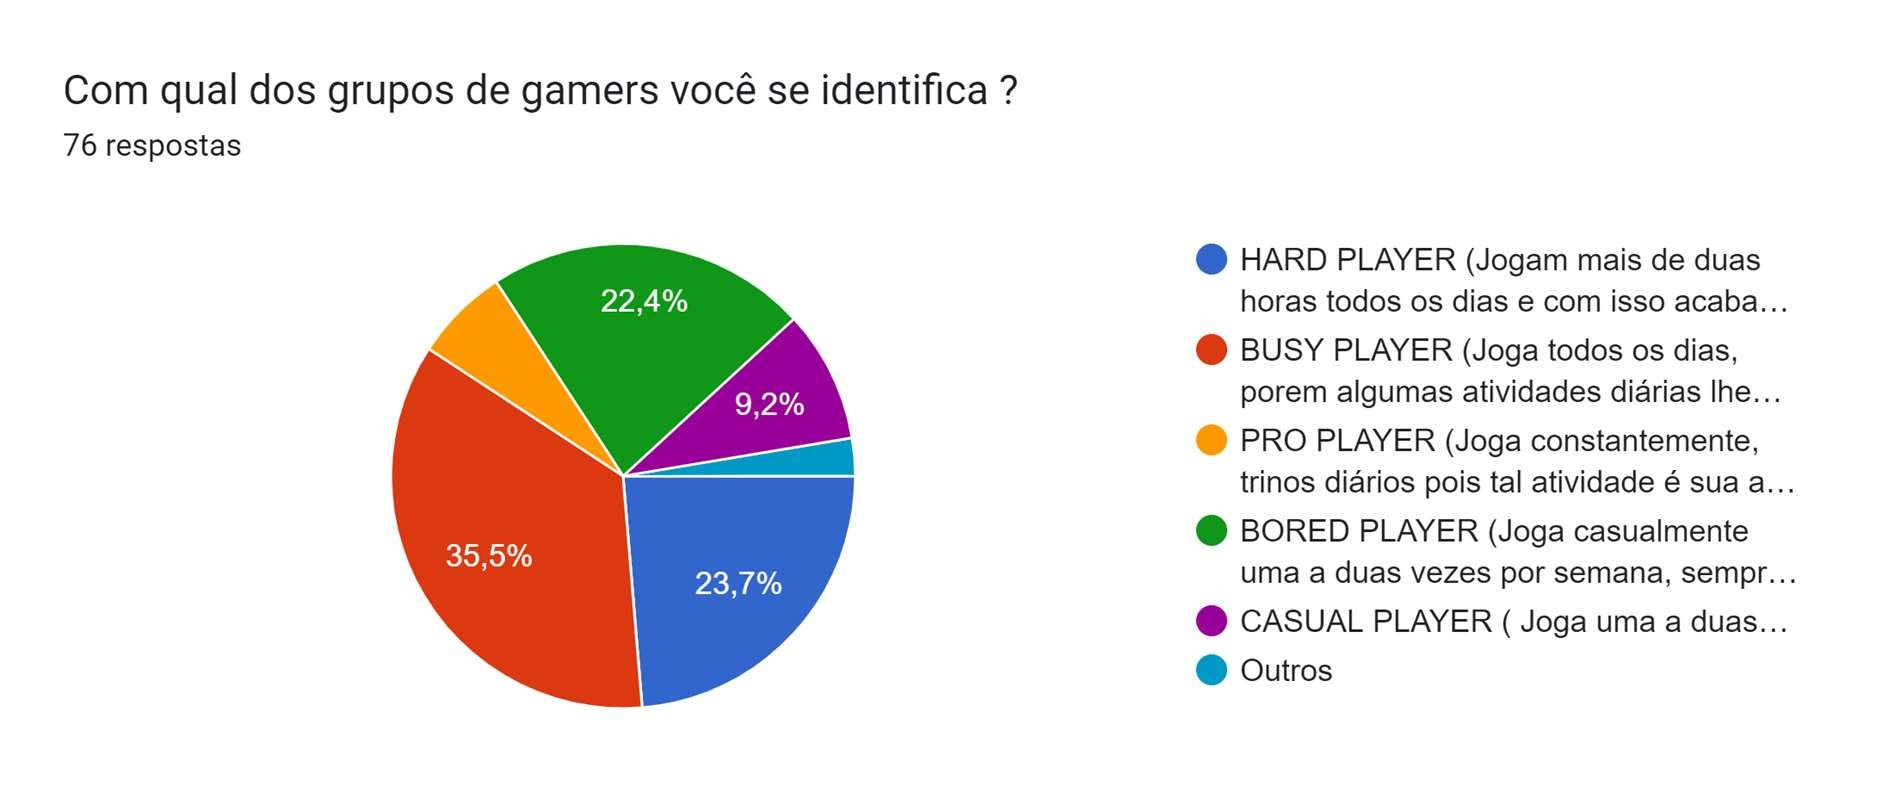 Com qual dos grupos de gamers você se identifica ?
76 respostas
22,4%
9,2%
35,5%
23,7%
HARD PLAYER (Jogam mais de duas
horas todos os dias e com isso acaba…
BUSY PLAYER (Joga todos os dias,
porem algumas atividades diárias lhe…
PRO PLAYER (Joga constantemente,
trinos diários pois tal atividade é sua a…
BORED PLAYER (Joga casualmente
uma a duas vezes por semana, sempr…
CASUAL PLAYER ( Joga uma a duas…
Outros